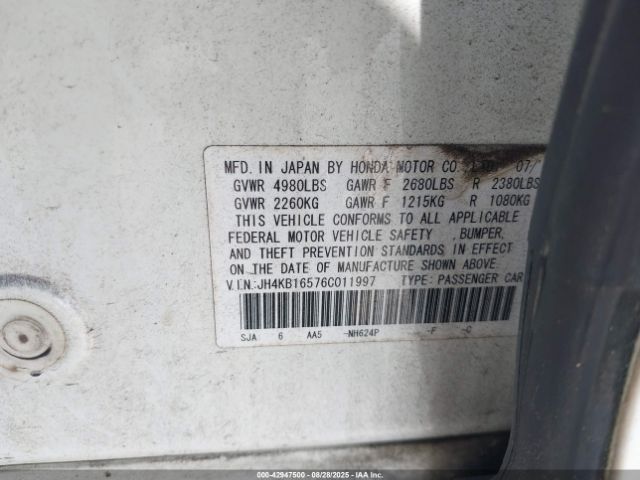 MFD. IN JAPAN BY HONDA MOTOR CO., LTD. 07/
GVWR 4980LBS GAWR F 2680LBS R 2380LBS
GVWR 2260KG GAWR F 1215KG R 1080KG
THIS VEHICLE CONFORMS TO ALL APPLICABLE
FEDERAL MOTOR VEHICLE SAFETY ,BUMPER,
AND THEFT PREVENTION STANDARDS IN EFFECT
ON THE DATE OF MANUFACTURE SHOWN ABOVE.
V.I.N.:JH4KB16576C011997 TYPE: PASSENGER CAR
SJA 6 AA5 -NH624P -F -C
000-42947500 | 08/28/2025 | IAA INC.